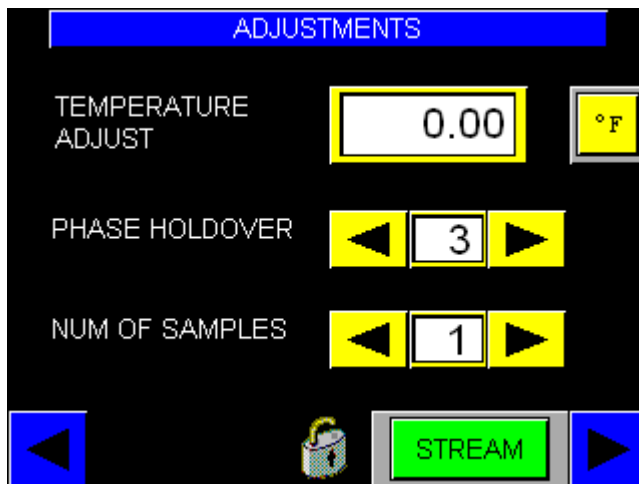 ADJUSTMENTS
TEMPERATURE
ADJUST
0.00
°F
PHASE HOLDOVER
3
NUM OF SAMPLES
1
STREAM